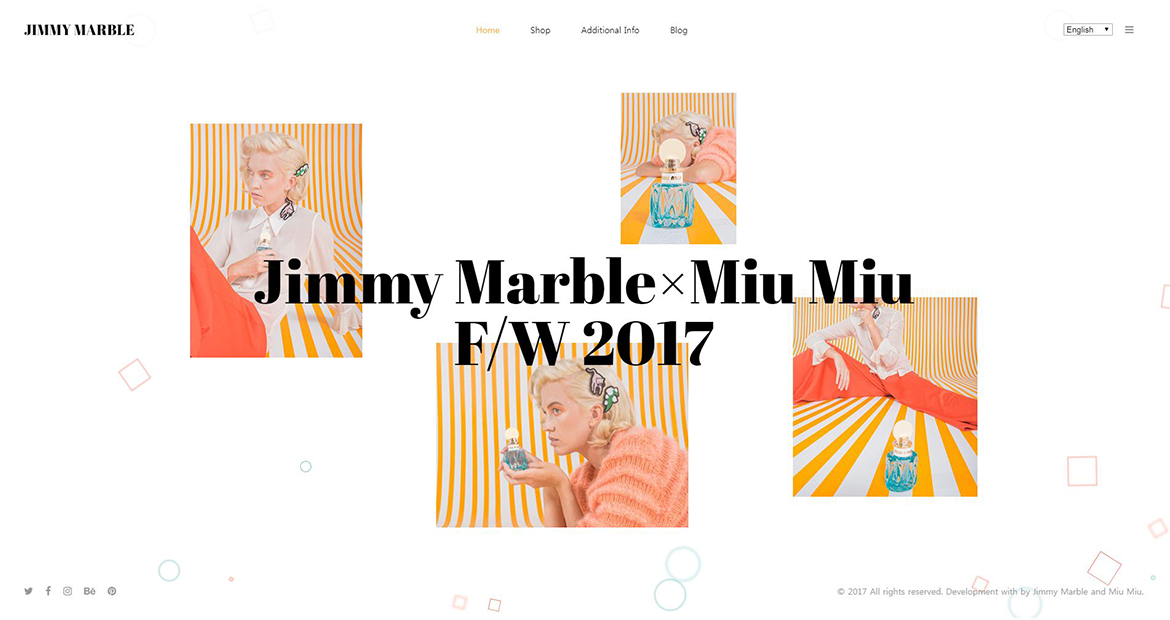 JIMMY MARBLE
Home Shop Additional Info Blog
English
Jimmy Marble×Miu Miu
F/W 2017
Bē
© 2017 All rights reserved. Development with by Jimmy Marble and Miu Miu.